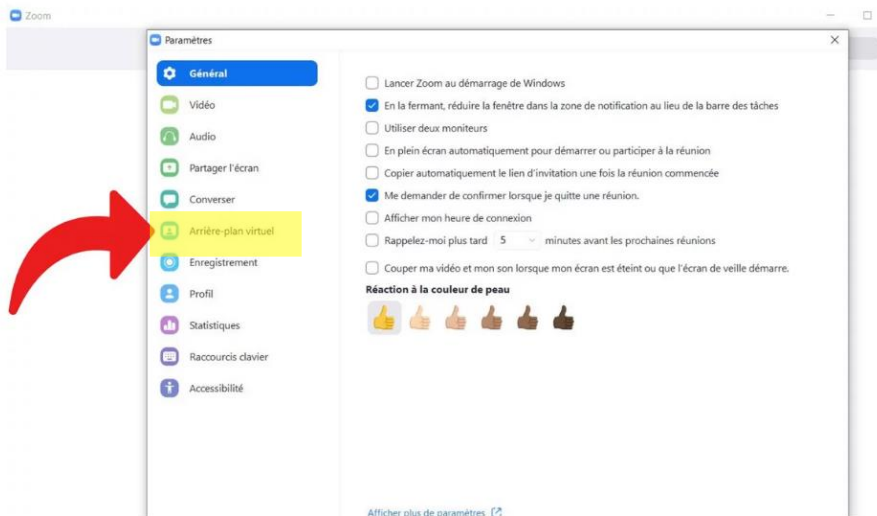 Zoom
Paramètres
Général
Vidéo
Audio
Partager l'écran
Converser
Arrière-plan virtuel
Enregistrement
Profil
Statistiques
Raccourcis clavier
Accessibilité
Lancer Zoom au démarrage de Windows
En la fermant, réduire la fenêtre dans la zone de notification au lieu de la barre des tâches
Utiliser deux moniteurs
En plein écran automatiquement pour démarrer ou participer à la réunion
Copier automatiquement le lien d'invitation une fois la réunion commencée
Me demander de confirmer lorsque je quitte une réunion.
Afficher mon heure de connexion
Rappelez-moi plus tard 5 minutes avant les prochaines réunions
Couper ma vidéo et mon son lorsque mon écran est éteint ou que l'écran de veille démarre.
Réaction à la couleur de peau
Afficher plus de paramètres